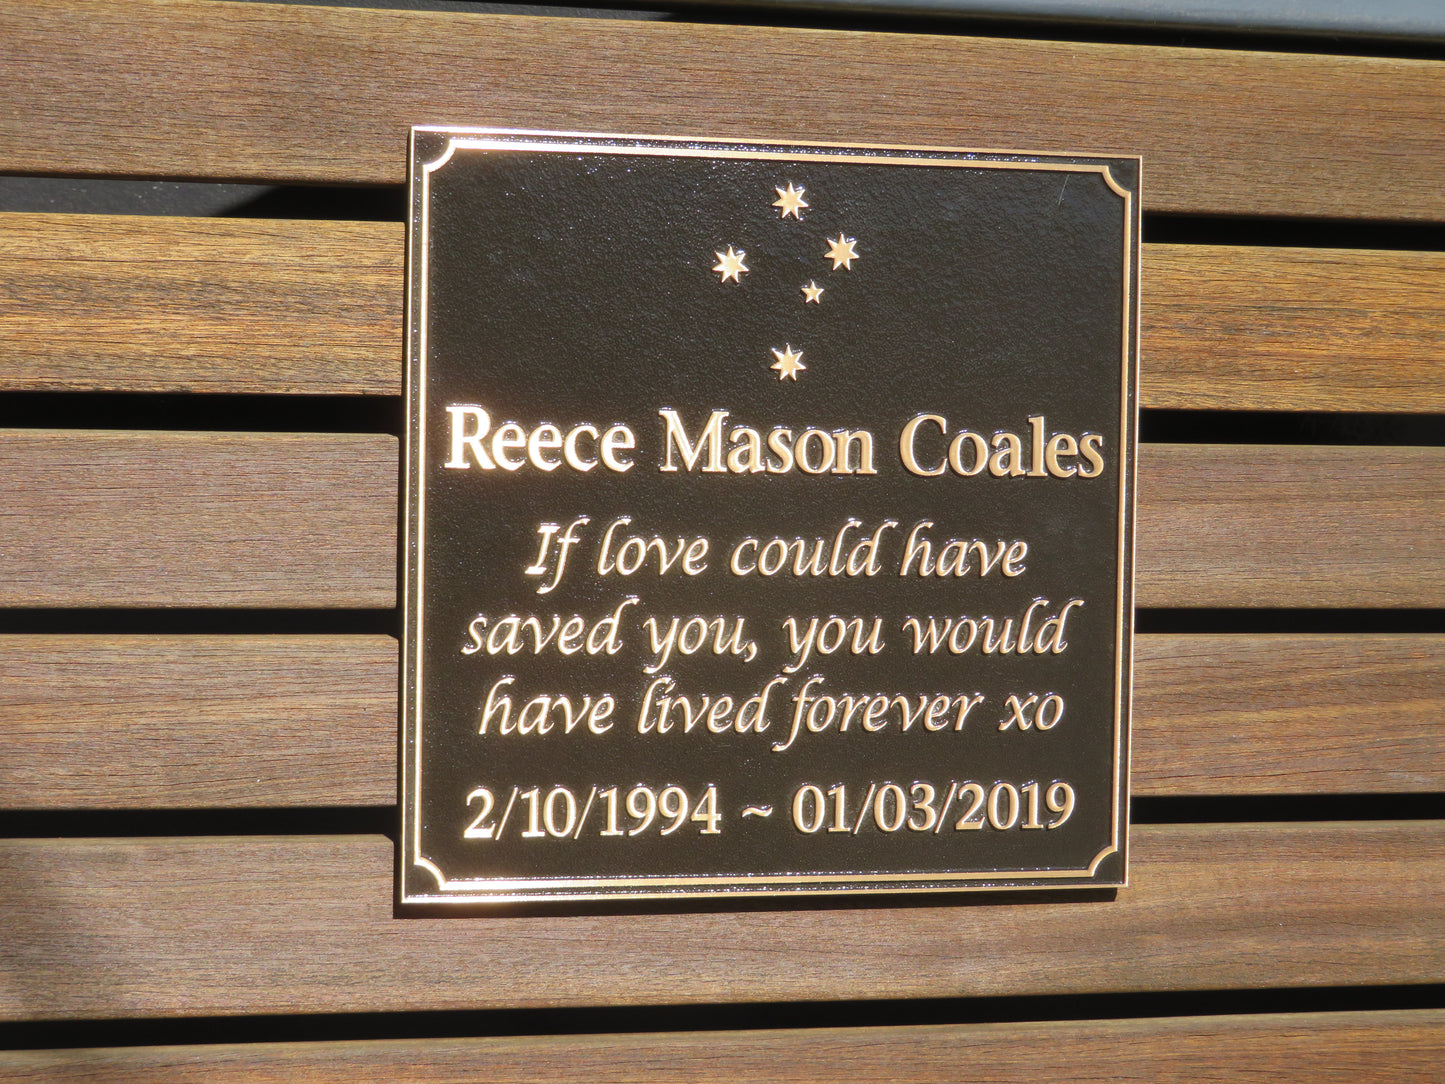 Reece Mason Coales
If love could have
saved you, you would
have lived forever xo
2/10/1994 ~ 01/03/2019